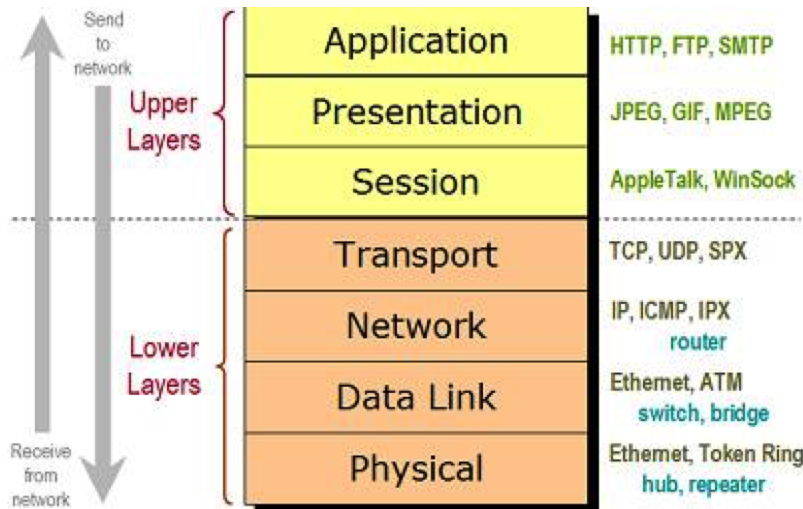 Send
to
network
Application
HTTP, FTP, SMTP
Upper
Layers
Presentation
JPEG, GIF, MPEG
Session
AppleTalk, WinSock
Transport
TCP, UDP, SPX
Network
IP, ICMP, IPX
router
Lower
Layers
Data Link
Ethernet, ATM
switch, bridge
Receive
from
network
Physical
Ethernet, Token Ring
hub, repeater